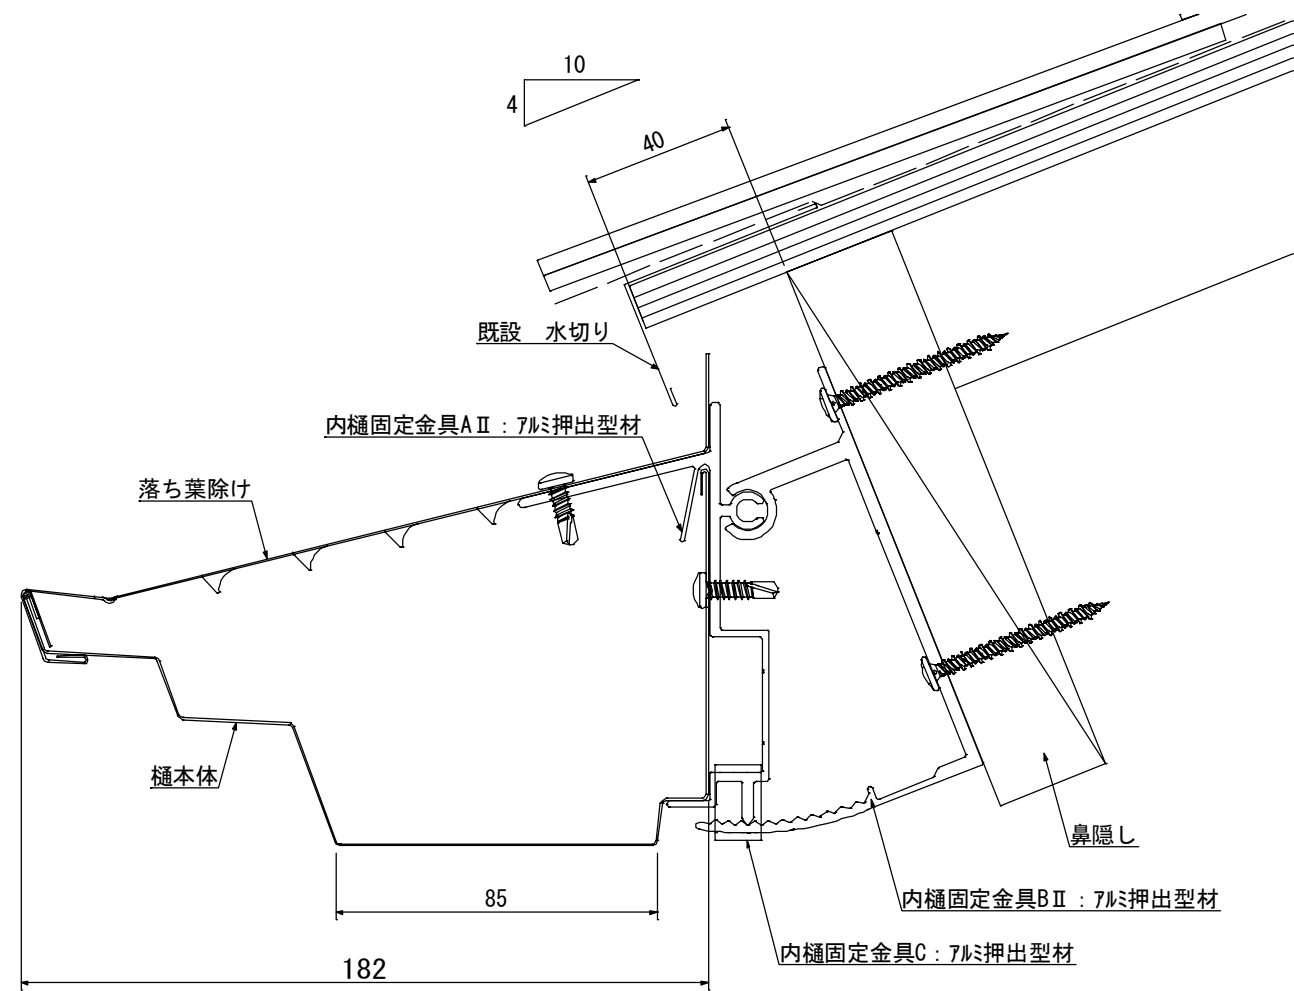 10
4
40
既設　水切り
内樋固定金具AⅡ：ｱﾙﾐ押出型材
落ち葉除け
樋本体
鼻隠し
85
内樋固定金具BⅡ：ｱﾙﾐ押出型材
内樋固定金具C：ｱﾙﾐ押出型材
182